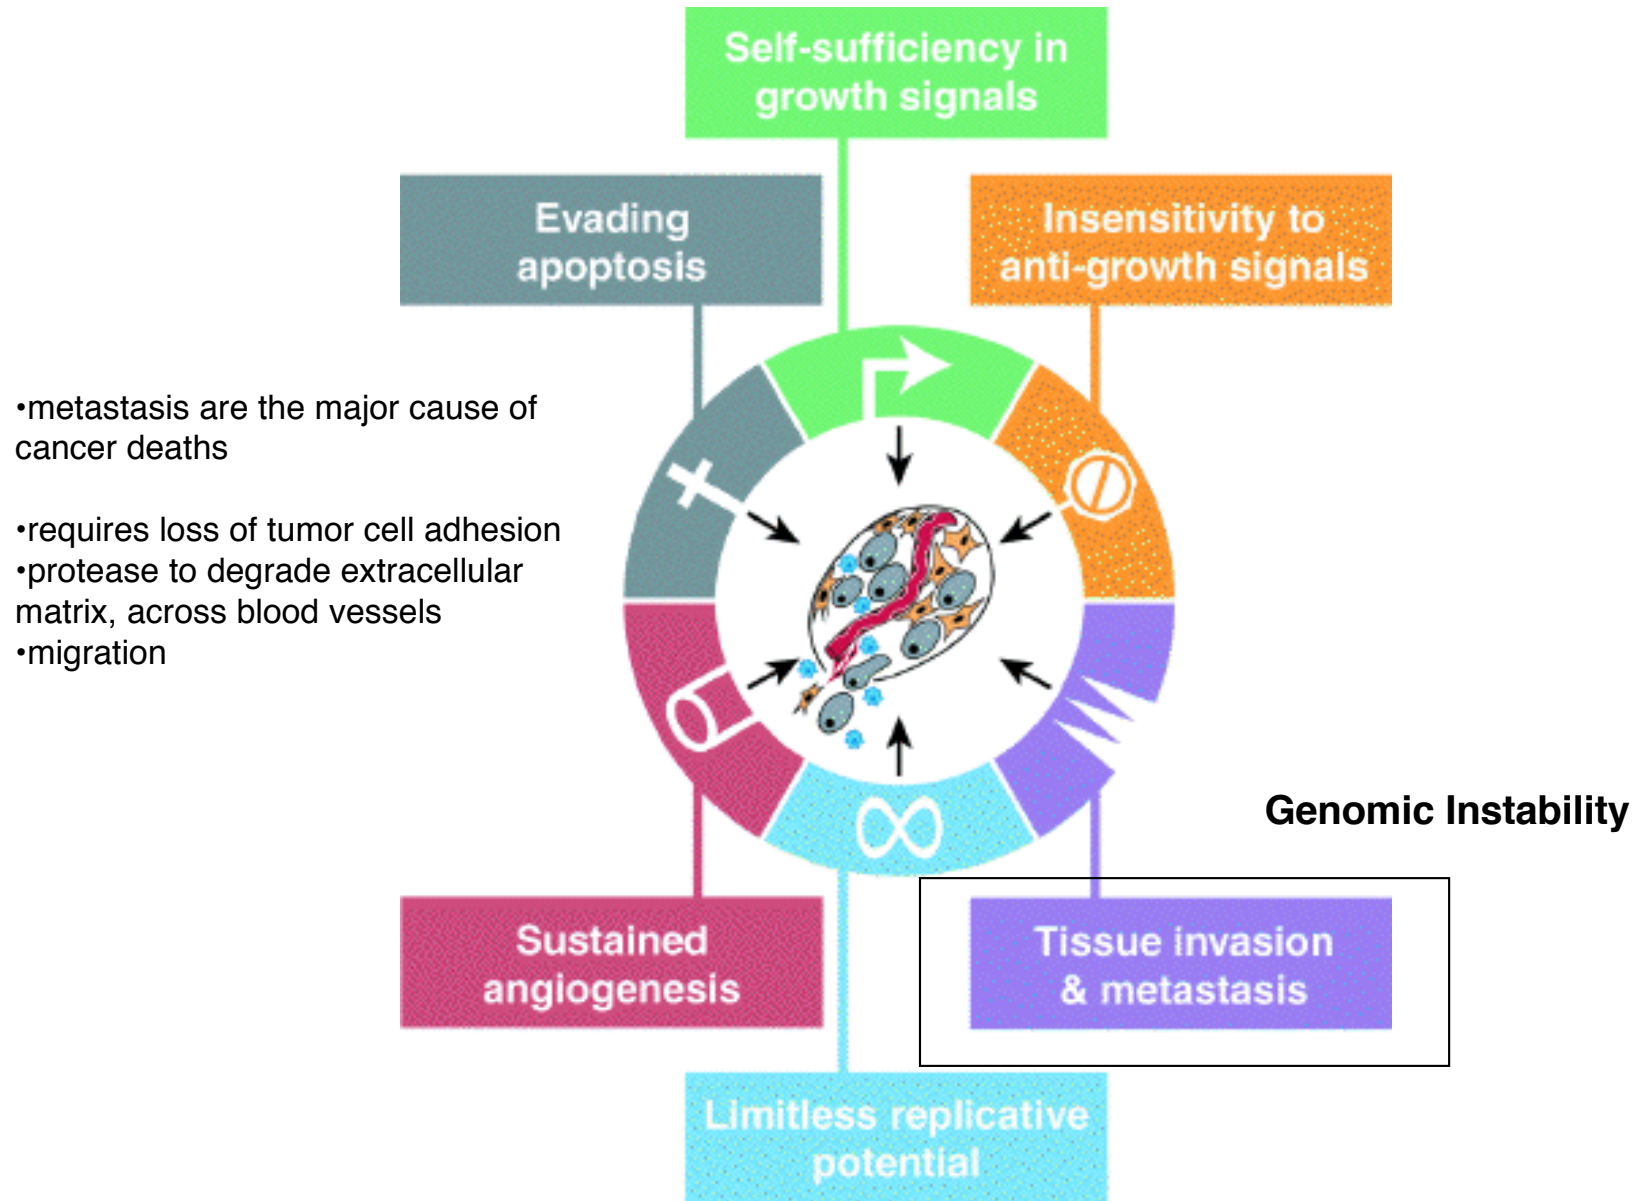 Self-sufficiency in
growth signals
Evading
apoptosis
Insensitivity to
anti-growth signals
•metastasis are the major cause of
cancer deaths
•requires loss of tumor cell adhesion
•protease to degrade extracellular
matrix, across blood vessels
•migration
Genomic Instability
Sustained
angiogenesis
Tissue invasion
& metastasis
Limitless replicative
potential